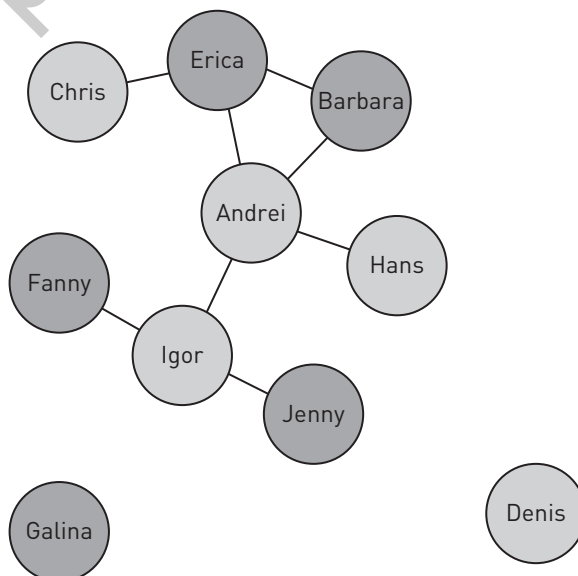 Erica
Chris
Barbara
Andrei
Hans
Fanny
Igor
Jenny
Galina
Denis